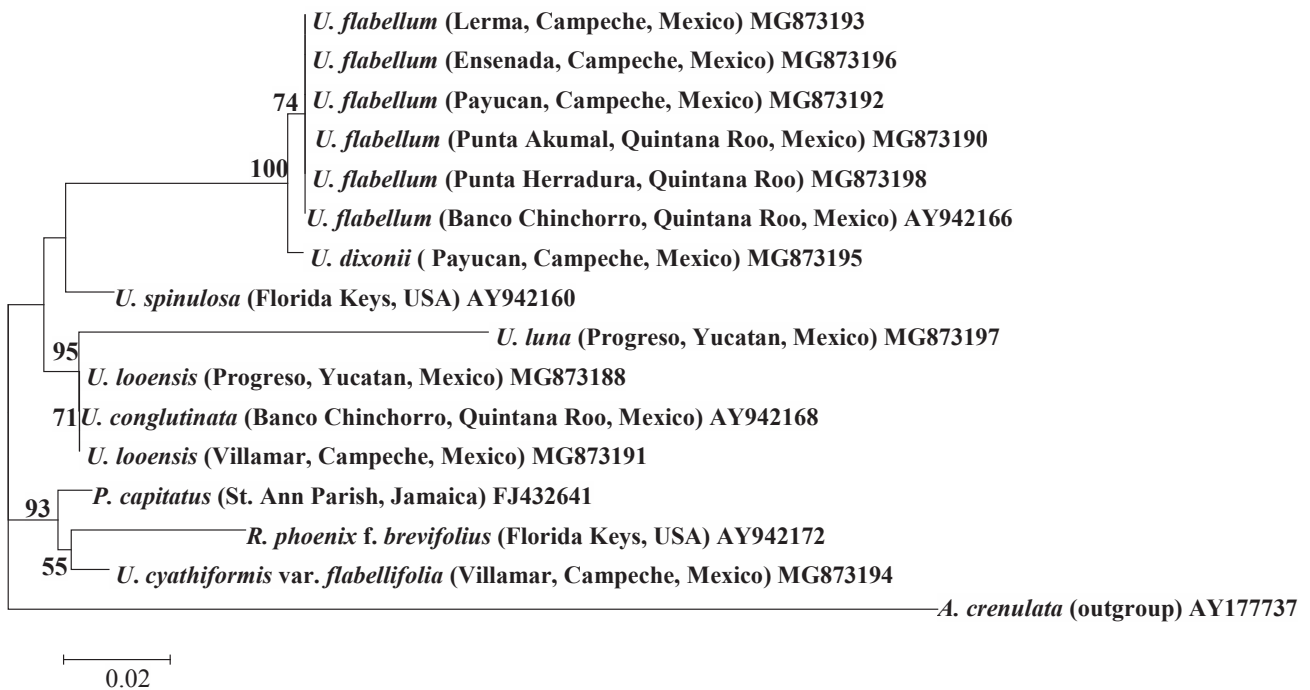 U. flabellum (Lerma, Campeche, Mexico) MG873193
U. flabellum (Ensenada, Campeche, Mexico) MG873196
74 U. flabellum (Payucan, Campeche, Mexico) MG873192
U. flabellum (Punta Akumal, Quintana Roo, Mexico) MG873190
100 U. flabellum (Punta Herradura, Quintana Roo) MG873198
U. flabellum (Banco Chinchorro, Quintana Roo, Mexico) AY942166
U. dixonii ( Payucan, Campeche, Mexico) MG873195
U. spinulosa (Florida Keys, USA) AY942160
U. luna (Progreso, Yucatan, Mexico) MG873197
95
U. looensis (Progreso, Yucatan, Mexico) MG873188
71 U. conglutinata (Banco Chinchorro, Quintana Roo, Mexico) AY942168
U. looensis (Villamar, Campeche, Mexico) MG873191
P. capitatus (St. Ann Parish, Jamaica) FJ432641
93
R. phoenix f. brevifolius (Florida Keys, USA) AY942172
55 U. cyathiformis var. flabellifolia (Villamar, Campeche, Mexico) MG873194
A. crenulata (outgroup) AY177737
0.02